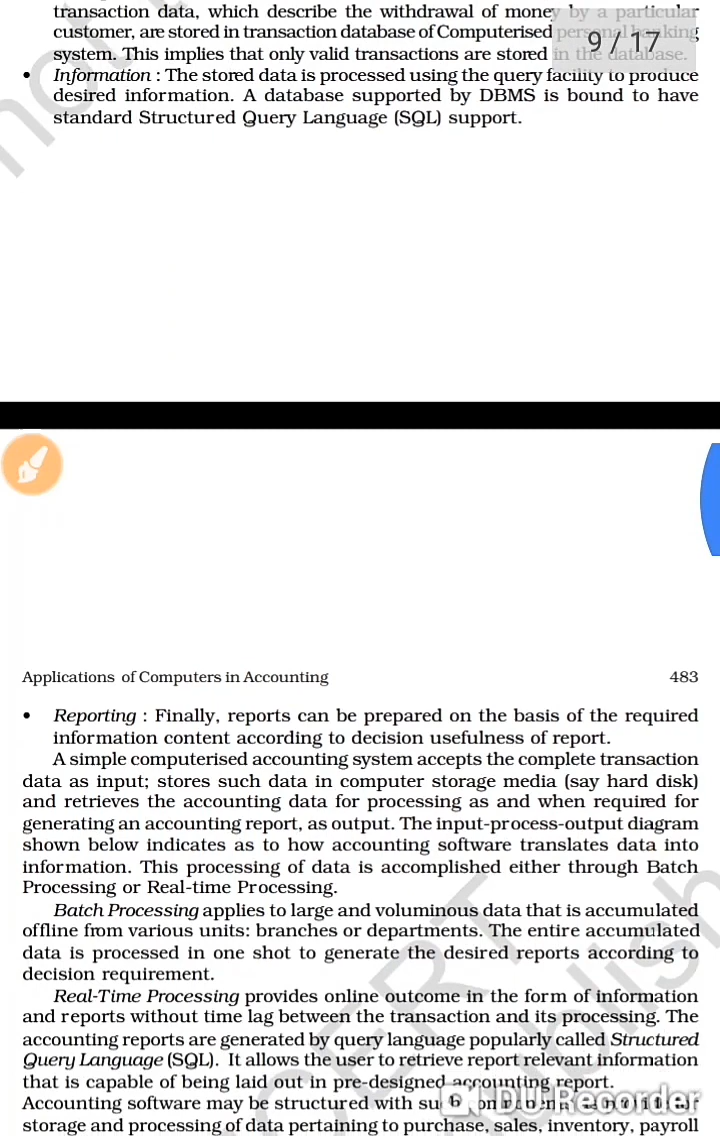 transaction data, which describe the withdrawal of money by a particular
customer, are stored in transaction database of Computerised personal banking
system. This implies that only valid transactions are stored in the database.
9 / 17
• Information : The stored data is processed using the query facility to produce
desired information. A database supported by DBMS is bound to have
standard Structured Query Language (SQL) support.
Applications of Computers in Accounting 483
• Reporting : Finally, reports can be prepared on the basis of the required
information content according to decision usefulness of report.
A simple computerised accounting system accepts the complete transaction
data as input; stores such data in computer storage media (say hard disk)
and retrieves the accounting data for processing as and when required for
generating an accounting report, as output. The input-process-output diagram
shown below indicates as to how accounting software translates data into
information. This processing of data is accomplished either through Batch
Processing or Real-time Processing.
Batch Processing applies to large and voluminous data that is accumulated
offline from various units: branches or departments. The entire accumulated
data is processed in one shot to generate the desired reports according to
decision requirement.
Real-Time Processing provides online outcome in the form of information
and reports without time lag between the transaction and its processing. The
accounting reports are generated by query language popularly called Structured
Query Language (SQL). It allows the user to retrieve report relevant information
that is capable of being laid out in pre-designed accounting report.
Accounting software may be structured with
DU Recorder
storage and processing of data pertaining to purchase, sales, inventory, payroll